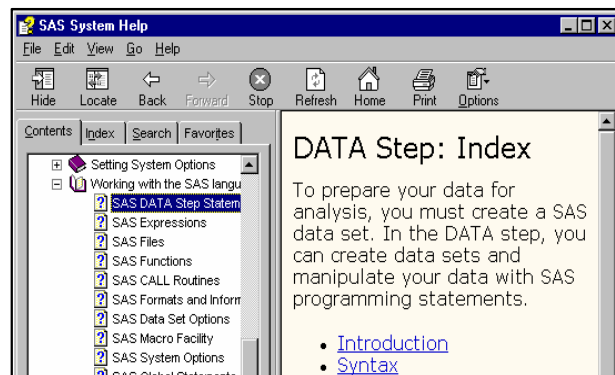 SAS System Help
File Edit View Go Help
Hide Locate Back Forward Stop Refresh Home Print Options
Contents Index Search Favorites
Setting System Options
Working with the SAS langu
SAS DATA Step Statem
SAS Expressions
SAS Files
SAS Functions
SAS CALL Routines
SAS Formats and Inform
SAS Data Set Options
SAS Macro Facility
SAS System Options
SAS Global Statements
DATA Step: Index
To prepare your data for
analysis, you must create a SAS
data set. In the DATA step, you
can create data sets and
manipulate your data with SAS
programming statements.
• Introduction
• Syntax